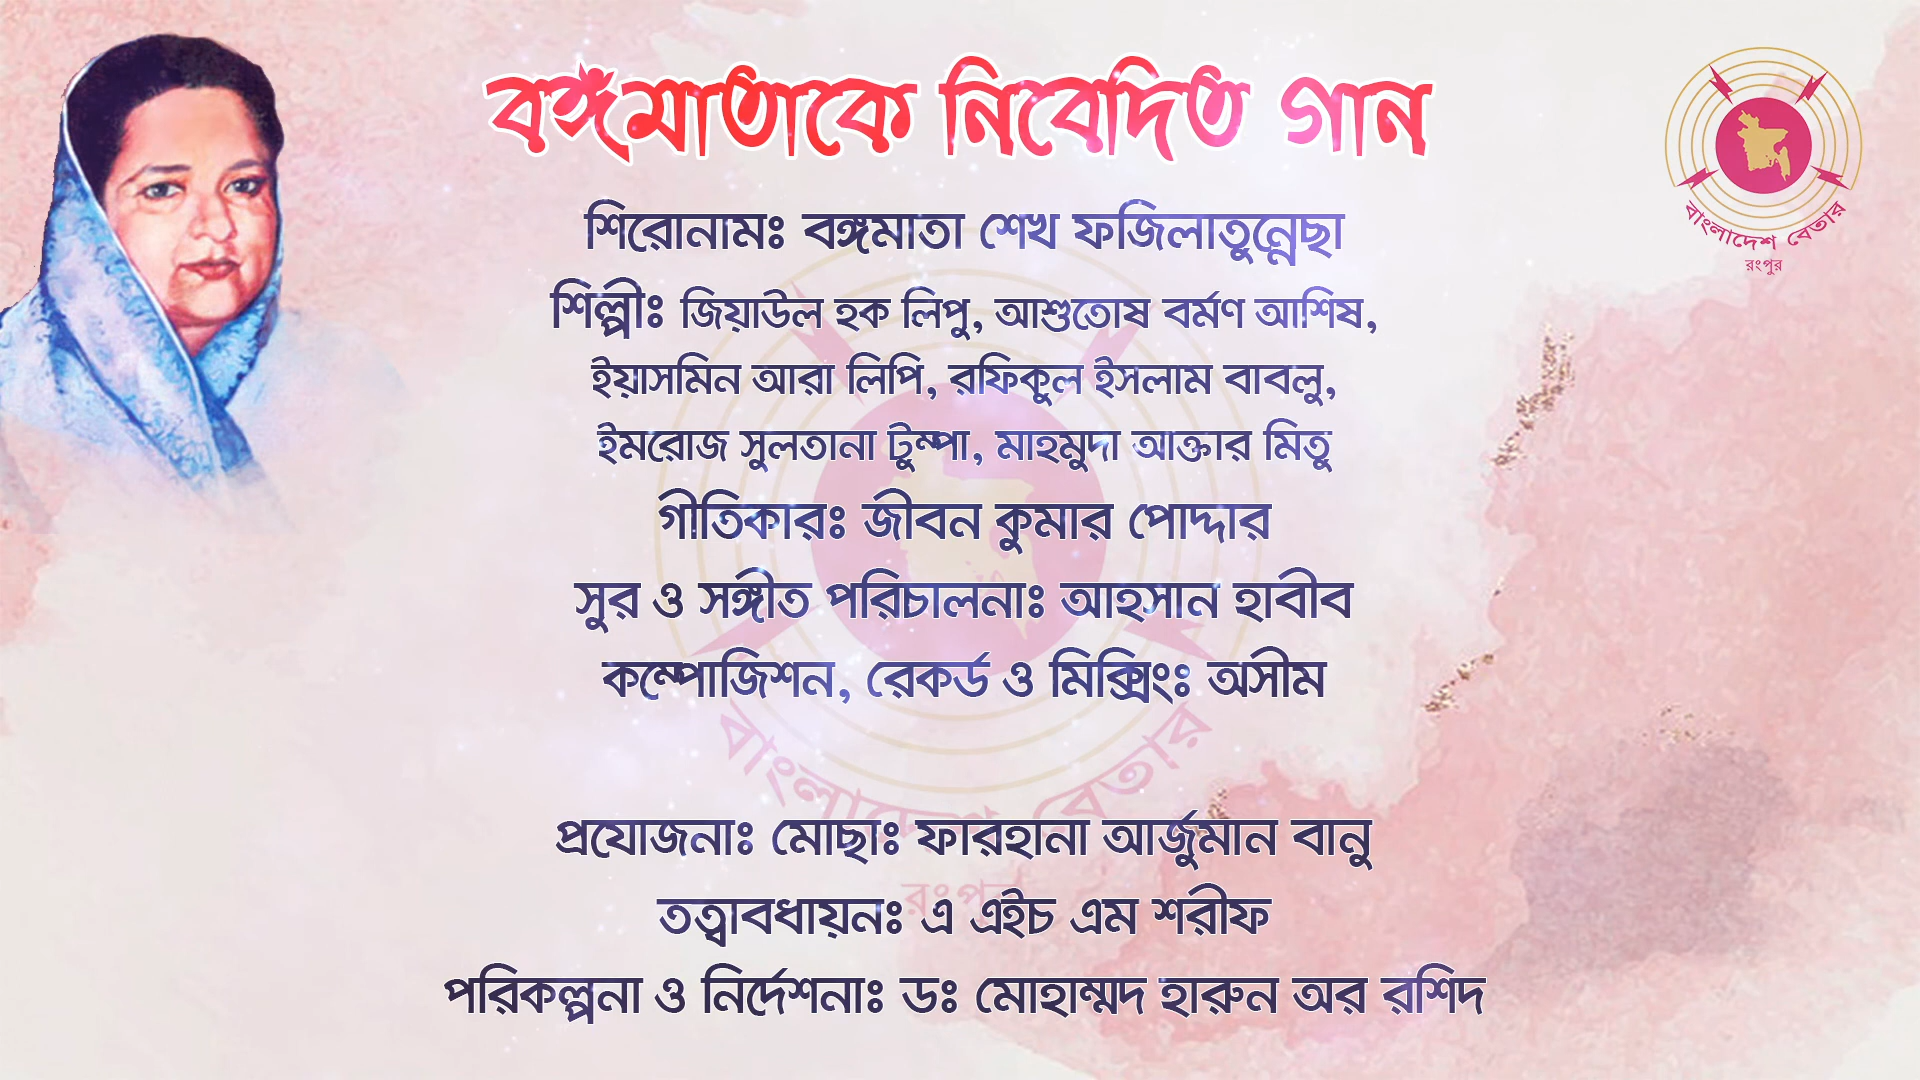 বঙ্গমাতাকে নিবেদিত গান
বাংলাদেশ বেতার
রংপুর
শিরোনামঃ বঙ্গমাতা শেখ ফজিলাতুন্নেছা
শিল্পীঃ জিয়াউল হক লিপু, আশুতোষ বর্মণ আশিষ,
ইয়াসমিন আরা লিপি, রফিকুল ইসলাম বাবলু,
ইমরোজ সুলতানা টুম্পা, মাহমুদা আক্তার মিতু
গীতিকারঃ জীবন কুমার পোদ্দার
সুর ও সঙ্গীত পরিচালনাঃ আহসান হাবীব
কম্পোজিশন, রেকর্ড ও মিক্সিংঃ অসীম
বাংলাদেশ বেতার
রংপুর
প্রযোজনাঃ মোছাঃ ফারহানা আর্জুমান বানু
তত্বাবধায়নঃ এ এইচ এম শরীফ
পরিকল্পনা ও নির্দেশনাঃ ডঃ মোহাম্মদ হারুন অর রশিদ